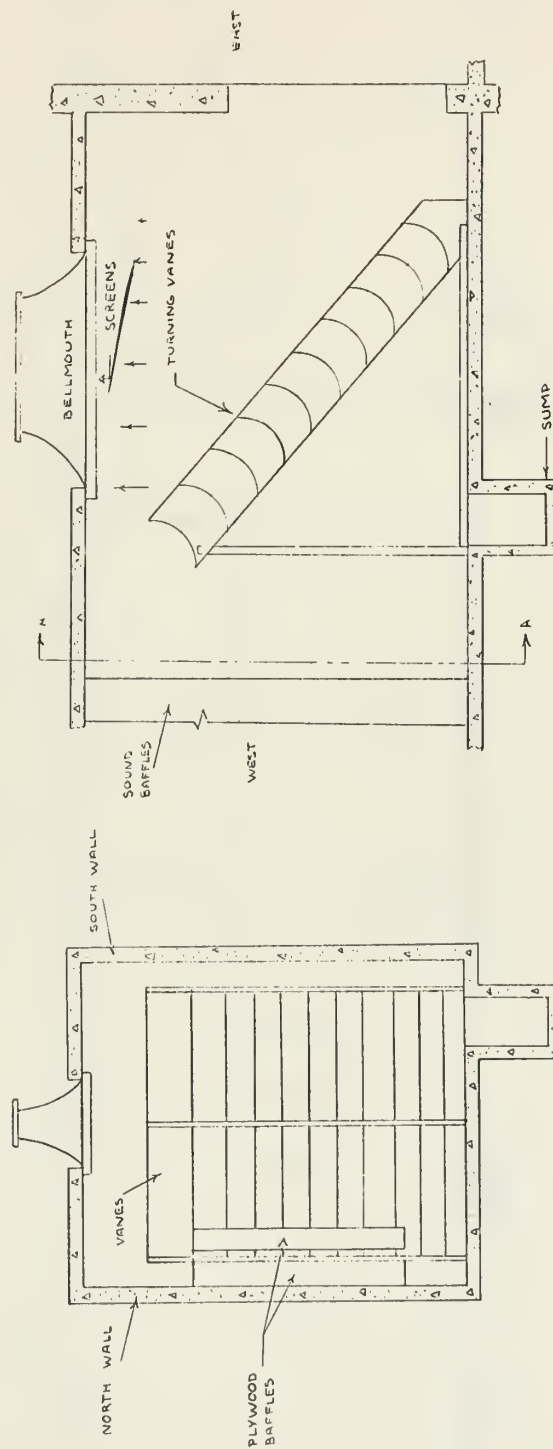 EAST
BELLMOUTH
SCREENS
TURNING VANES
SUMP
A
SOUND
BAFFLES
WEST
SOUTH WALL
VANES
NORTH WALL
PLYWOOD
BAFFLES